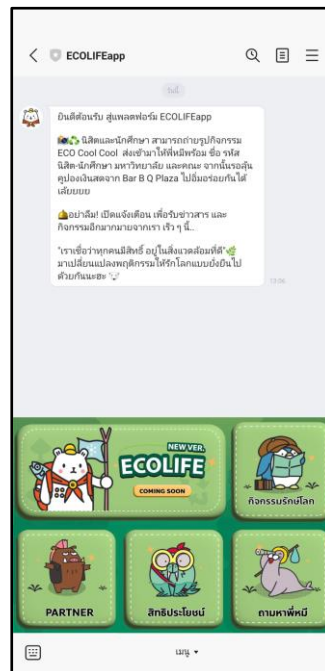 ECOLIFEapp
วันนี้
ยินดีต้อนรับ สู่แพลตฟอร์ม ECOLIFEapp
📸♻️ นิสิตและนักศึกษา สามารถถ่ายรูปกิจกรรม
ECO Cool Cool ส่งเข้ามาให้พี่หมีพร้อม ชื่อ รหัส
นิสิต-นักศึกษา มหาวิทยาลัย และคณะ จากนั้นรอลุ้น
คูปองเงินสดจาก Bar B Q Plaza ไปอิ่มอร่อยกันได้
เล้ยยยย
🔔อย่าลืม! เปิดแจ้งเตือน เพื่อรับข่าวสาร และ
กิจกรรมอีกมากมายจากเรา เร็ว ๆ นี้..
"เราเชื่อว่าทุกคนมีสิทธิ์ อยู่ในสิ่งแวดล้อมที่ดี"🌿
มาเปลี่ยนแปลงพฤติกรรมให้รักโลกแบบยั่งยืนไป
ด้วยกันนะฮะ
13:06
NEW VER.
ECOLIFE
COMING SOON
กิจกรรมรักษ์โลก
PARTNER
สิทธิประโยชน์
ถามหาพี่หมี
เมนู